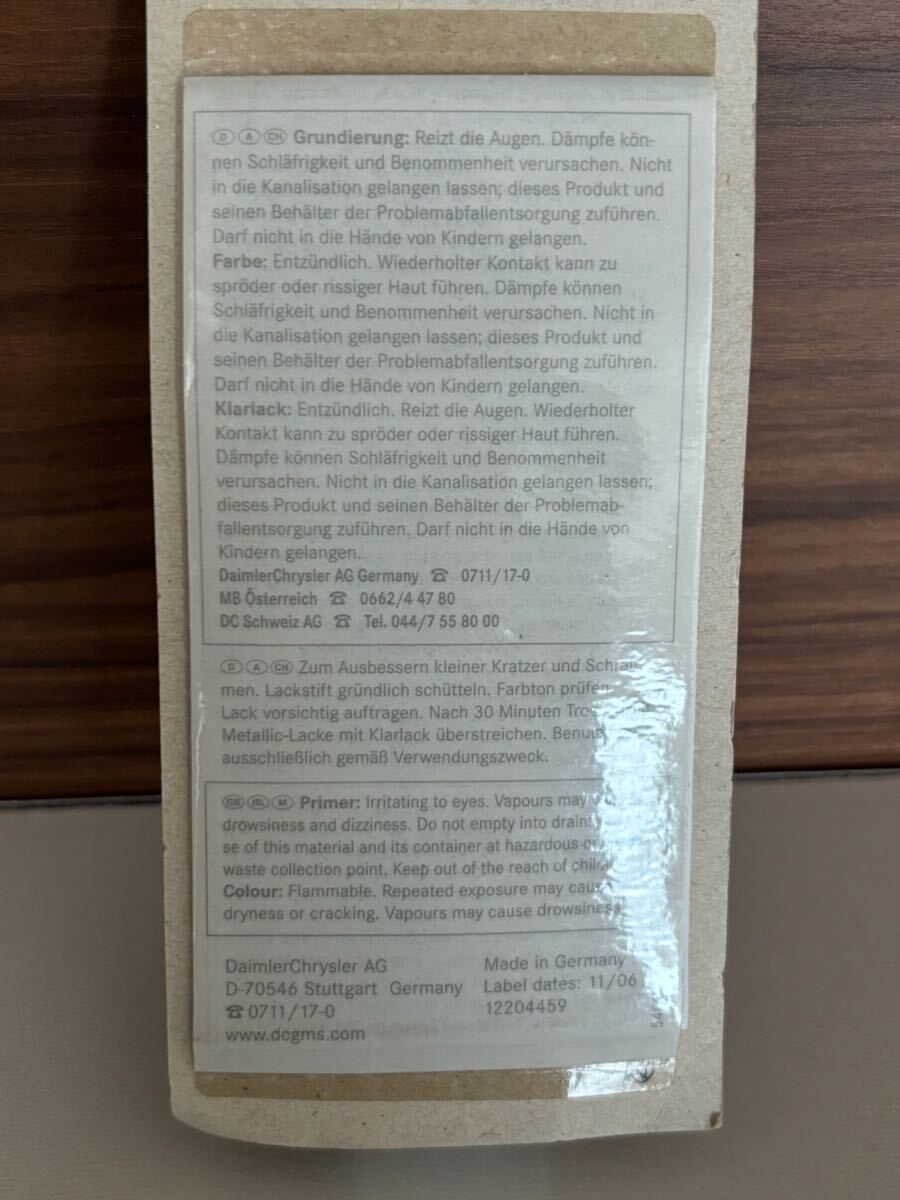 D A CH Grundierung: Reizt die Augen. Dämpfe kön-
nen Schläfrigkeit und Benommenheit verursachen. Nicht
in die Kanalisation gelangen lassen; dieses Produkt und
seinen Behälter der Problemabfallentsorgung zuführen.
Darf nicht in die Hände von Kindern gelangen.
Farbe: Entzündlich. Wiederholter Kontakt kann zu
spröder oder rissiger Haut führen. Dämpfe können
Schläfrigkeit und Benommenheit verursachen. Nicht in
die Kanalisation gelangen lassen; dieses Produkt und
seinen Behälter der Problemabfallentsorgung zuführen.
Darf nicht in die Hände von Kindern gelangen.
Klarlack: Entzündlich. Reizt die Augen. Wiederholter
Kontakt kann zu spröder oder rissiger Haut führen.
Dämpfe können Schläfrigkeit und Benommenheit
verursachen. Nicht in die Kanalisation gelangen lassen;
dieses Produkt und seinen Behälter der Problemab-
fallentsorgung zuführen. Darf nicht in die Hände von
Kindern gelangen.
DaimlerChrysler AG Germany ☎ 0711/17-0
MB Österreich ☎ 0662/4 47 80
DC Schweiz AG ☎ Tel. 044/7 55 80 00
D A CH Zum Ausbessern kleiner Kratzer und Schram-
men. Lackstift gründlich schütteln. Farbton prüfen.
Lack vorsichtig auftragen. Nach 30 Minuten
Metallic-Lacke mit Klarlack überstreichen.
ausschließlich gemäß Verwendungszweck.
GB IRL M Primer: Irritating to eyes. Vapours may
drowsiness and dizziness. Do not empty into
se of this material and its container at hazardous
waste collection point. Keep out of the reach of
Colour: Flammable. Repeated exposure may
dryness or cracking. Vapours may cause drowsiness
DaimlerChrysler AG
D-70546 Stuttgart Germany
☎ 0711/17-0
www.dcgms.com
Made in Germany
Label dates: 11/06
12204459